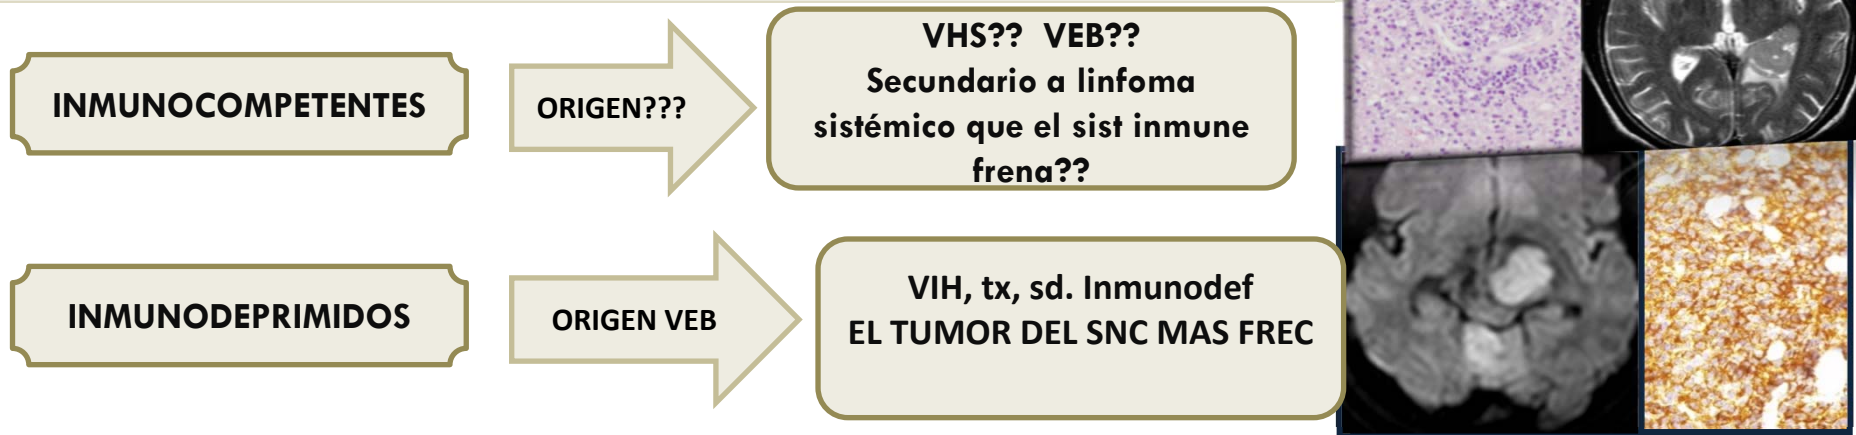 INMUNOCOMPETENTES
ORIGEN???
VHS?? VEB??
Secundario a linfoma
sistémico que el sist inmune
frena??
INMUNODEPRIMIDOS
ORIGEN VEB
VIH, tx, sd. Inmunodef
EL TUMOR DEL SNC MAS FREC